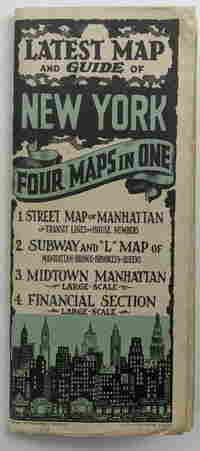 LATEST MAP
AND GUIDE OF
NEW YORK
FOUR MAPS IN ONE
1. STREET MAP OF MANHATTAN
TRANSIT LINES HOUSE NUMBERS
2. SUBWAY AND "L" MAP OF
MANHATTAN-BRONX-BROOKLYN-QUEENS
3. MIDTOWN MANHATTAN
LARGE-SCALE
4. FINANCIAL SECTION
LARGE-SCALE